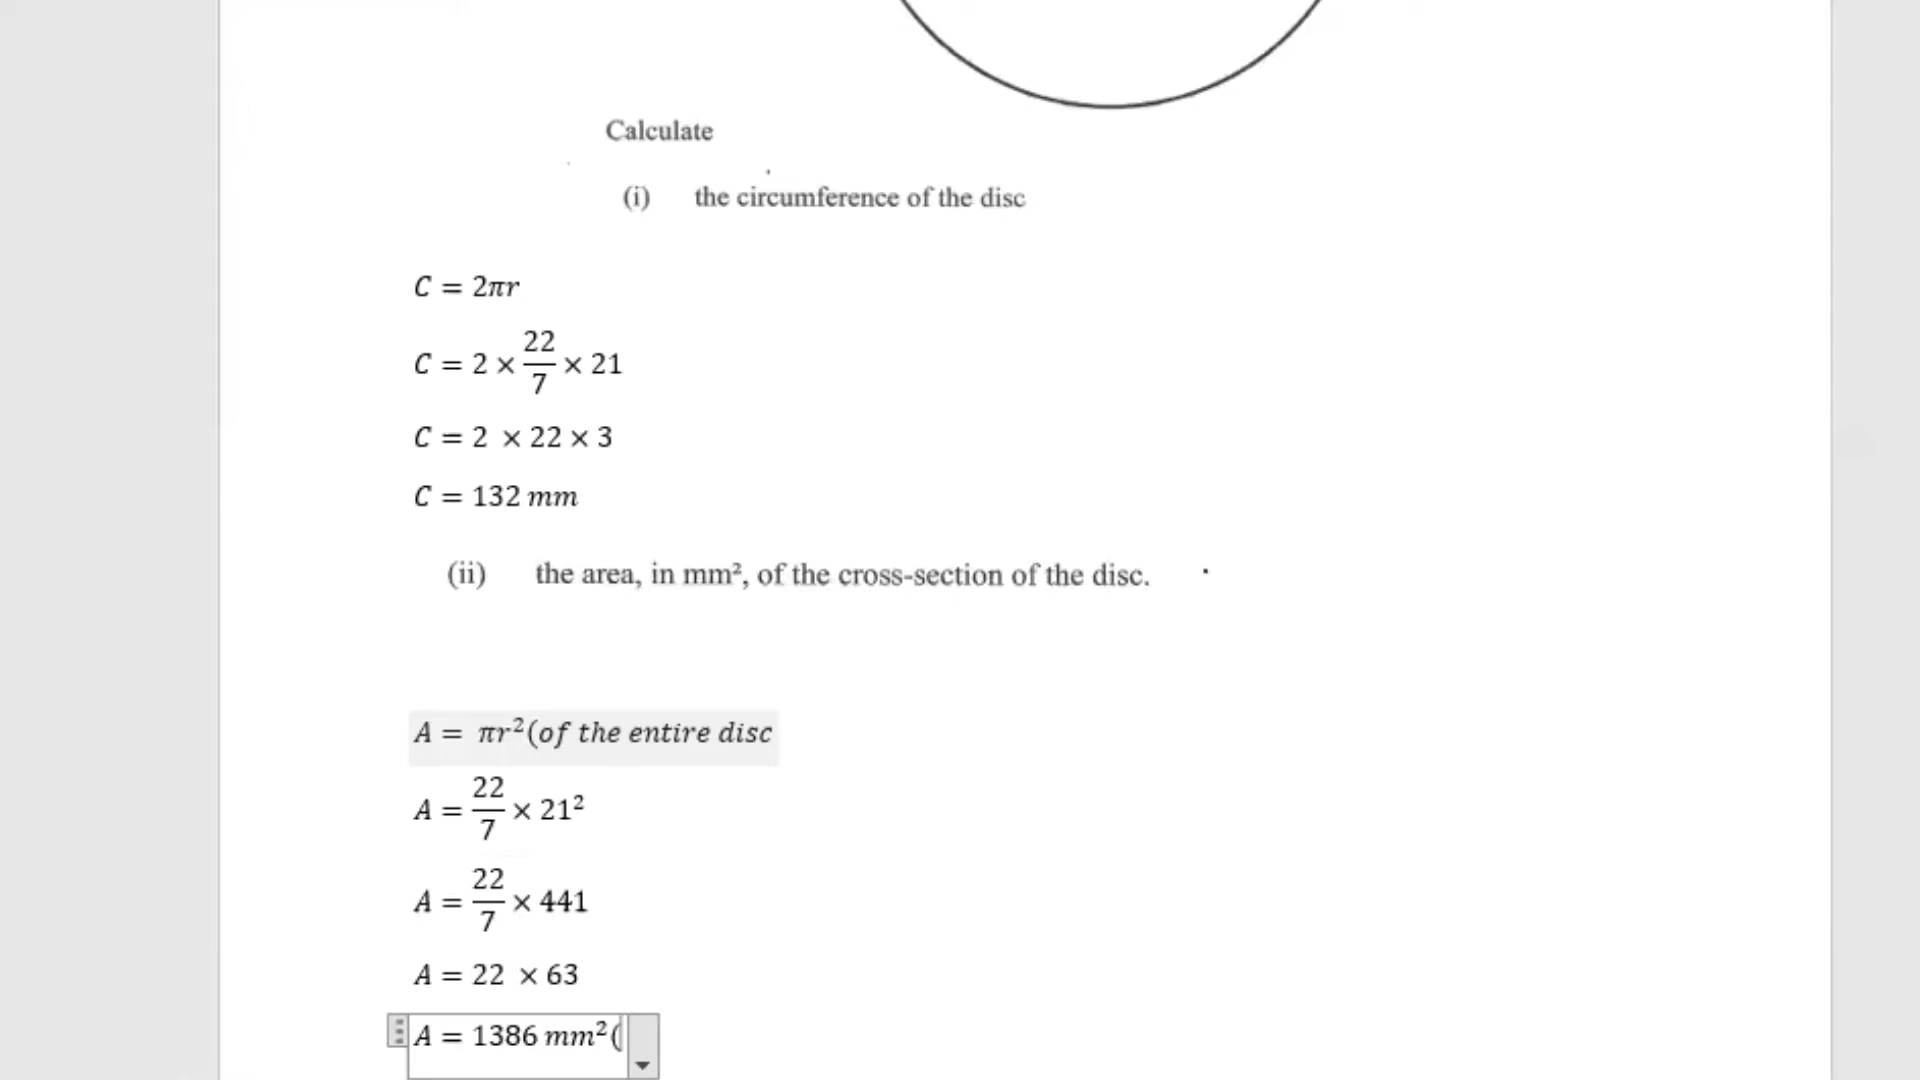 Calculate
(i) the circumference of the disc
C = 2πr
C = 2 × 22/7 × 21
C = 2 × 22 × 3
C = 132 mm
(ii) the area, in mm², of the cross-section of the disc.
A = πr²(of the entire disc
A = 22/7 × 21²
A = 22/7 × 441
A = 22 × 63
A = 1386 mm²(